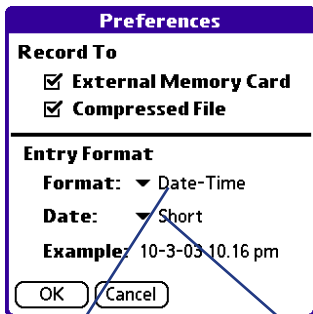 Preferences
Record To
External Memory Card
Compressed File
Entry Format
Format: Date-Time
Date: Short
Example: 10-3-03 10.16 pm
OK Cancel